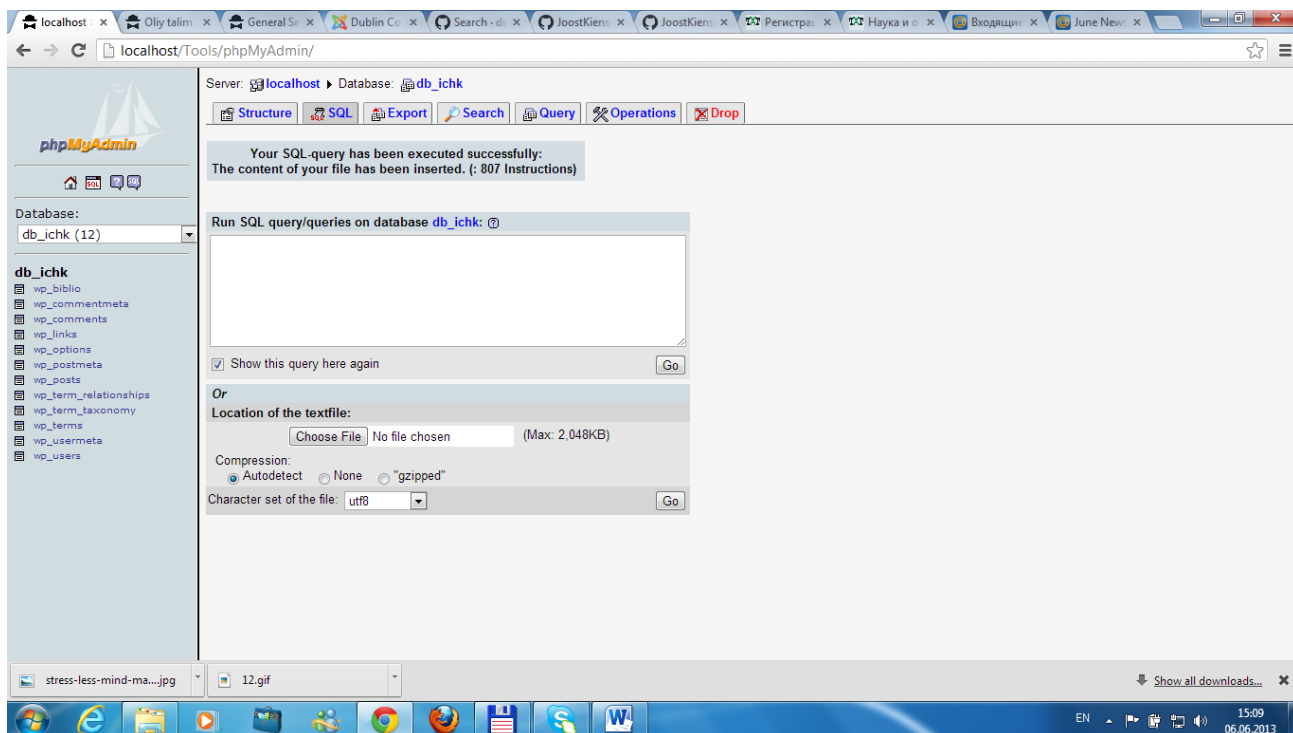 localhost
Oliy talim
General Se
Dublin Co
Search · d
JoostKiens
JoostKiens
Регистрац
Наука и о
Входящие
June News
localhost/Tools/phpMyAdmin/
phpMyAdmin
SQL
Database:
db_ichk (12)
db_ichk
wp_biblio
wp_commentmeta
wp_comments
wp_links
wp_options
wp_postmeta
wp_posts
wp_term_relationships
wp_term_taxonomy
wp_terms
wp_usermeta
wp_users
Server: localhost Database: db_ichk
Structure SQL Export Search Query Operations Drop
Your SQL-query has been executed successfully:
The content of your file has been inserted. (: 807 Instructions)
Run SQL query/queries on database db_ichk:
Show this query here again Go
Or
Location of the textfile:
Choose File No file chosen (Max: 2,048KB)
Compression:
Autodetect None "gzipped"
Character set of the file: utf8 Go
stress-less-mind-ma....jpg 12.gif Show all downloads...
EN 15:09
06.06.2013